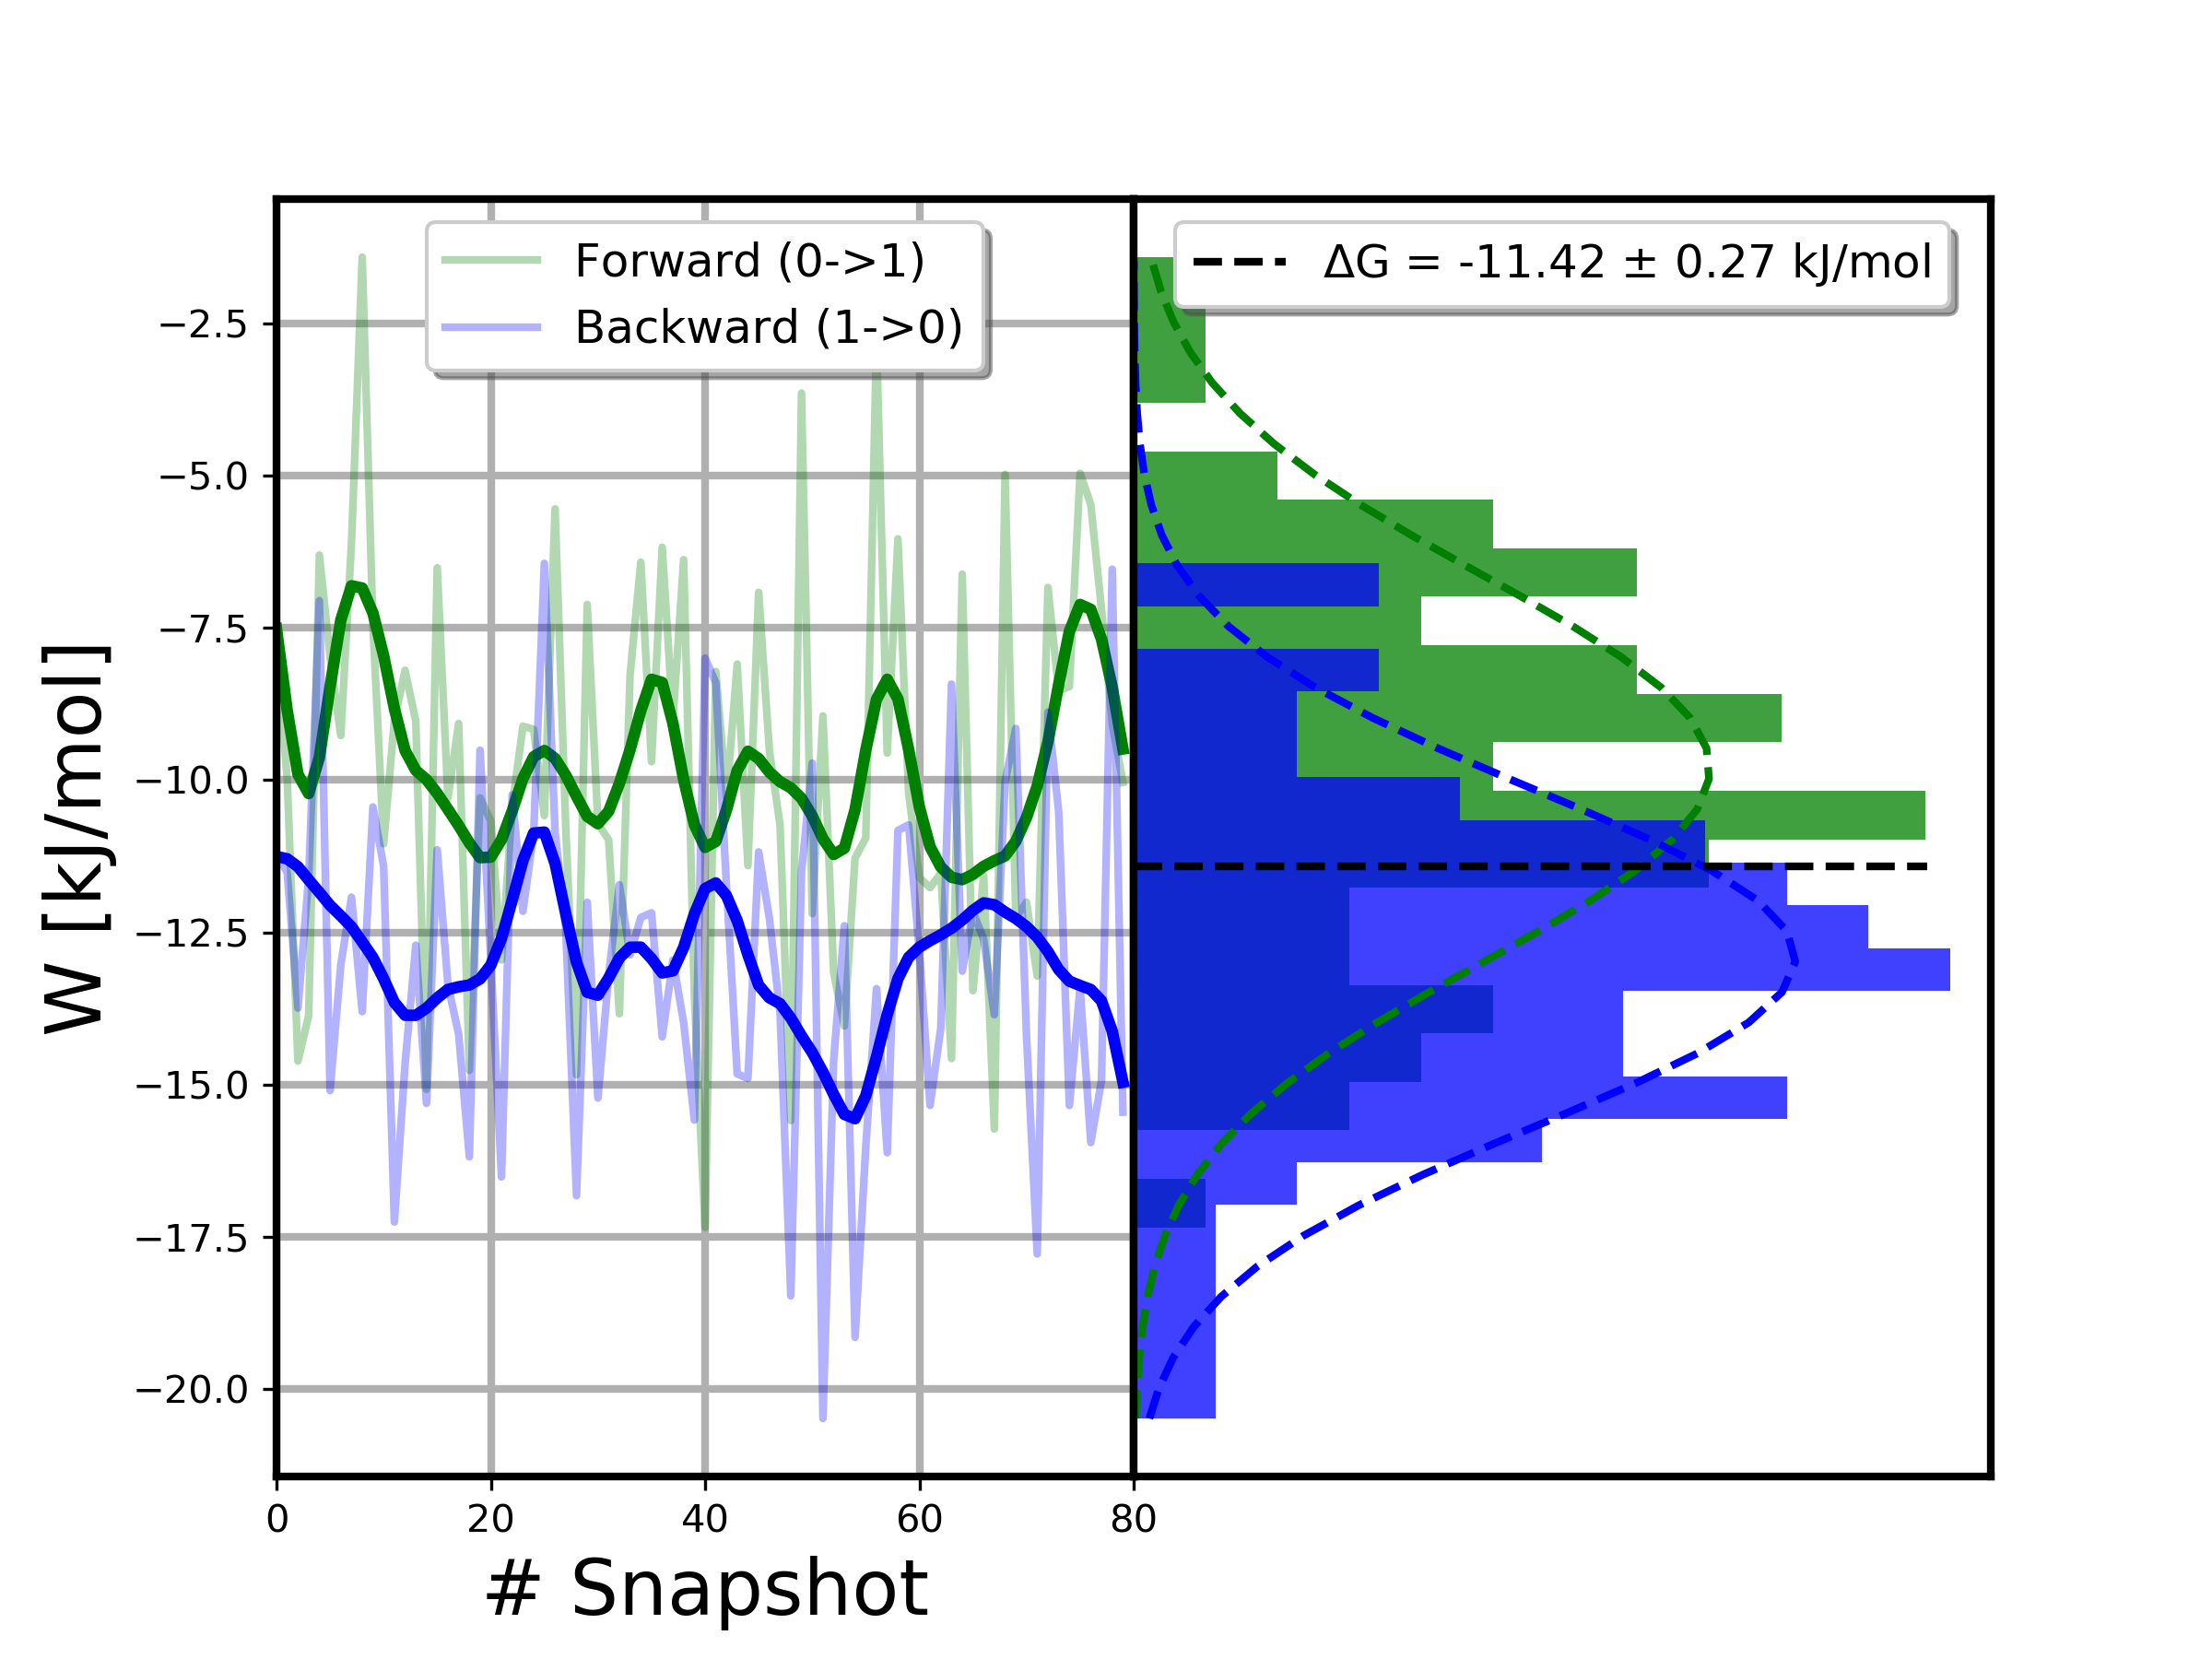 Forward (0->1)
Backward (1->0)
ΔG = -11.42 ± 0.27 kJ/mol
−2.5
−5.0
−7.5
−10.0
−12.5
−15.0
−17.5
−20.0
W [kJ/mol]
0 20 40 60 80
# Snapshot